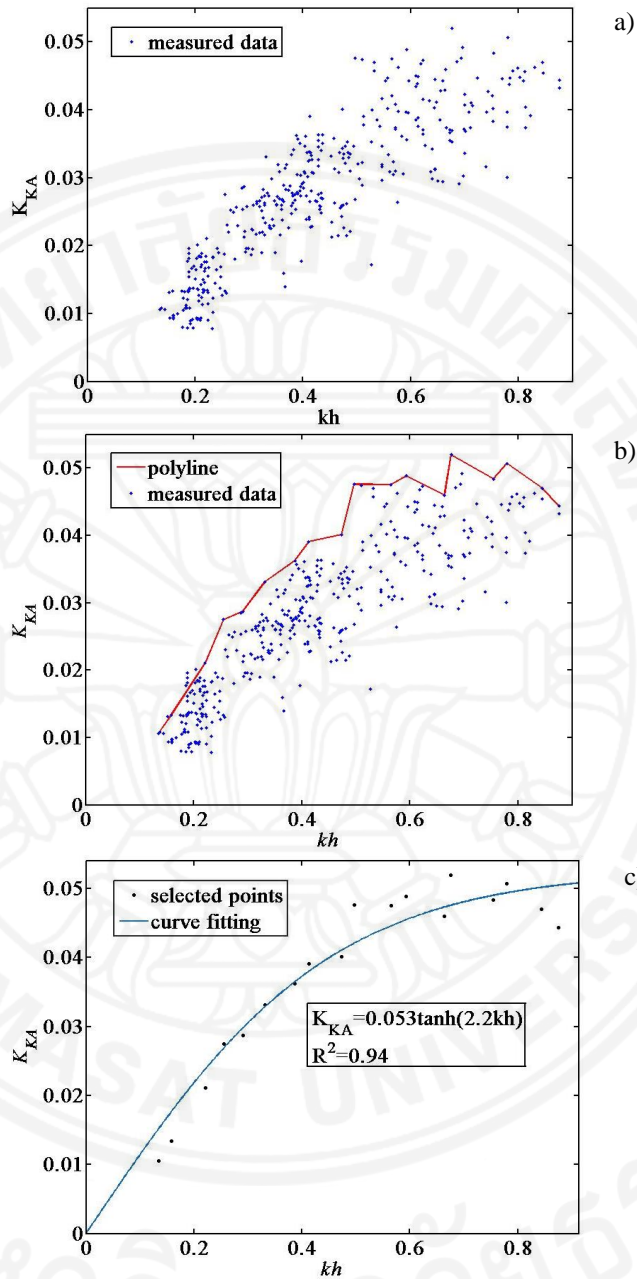 a)
measured data
0.05
0.04
0.03
0.02
0.01
0
K_KA
0 0.2 0.4 0.6 0.8
kh
b)
polyline
measured data
0.05
0.04
0.03
0.02
0.01
0
K_KA
0 0.2 0.4 0.6 0.8
kh
c
selected points
curve fitting
0.05
0.04
0.03
0.02
0.01
0
K_KA
K_KA=0.053tanh(2.2kh)
R²=0.94
0 0.2 0.4 0.6 0.8
kh
MASAT UNIVERSI